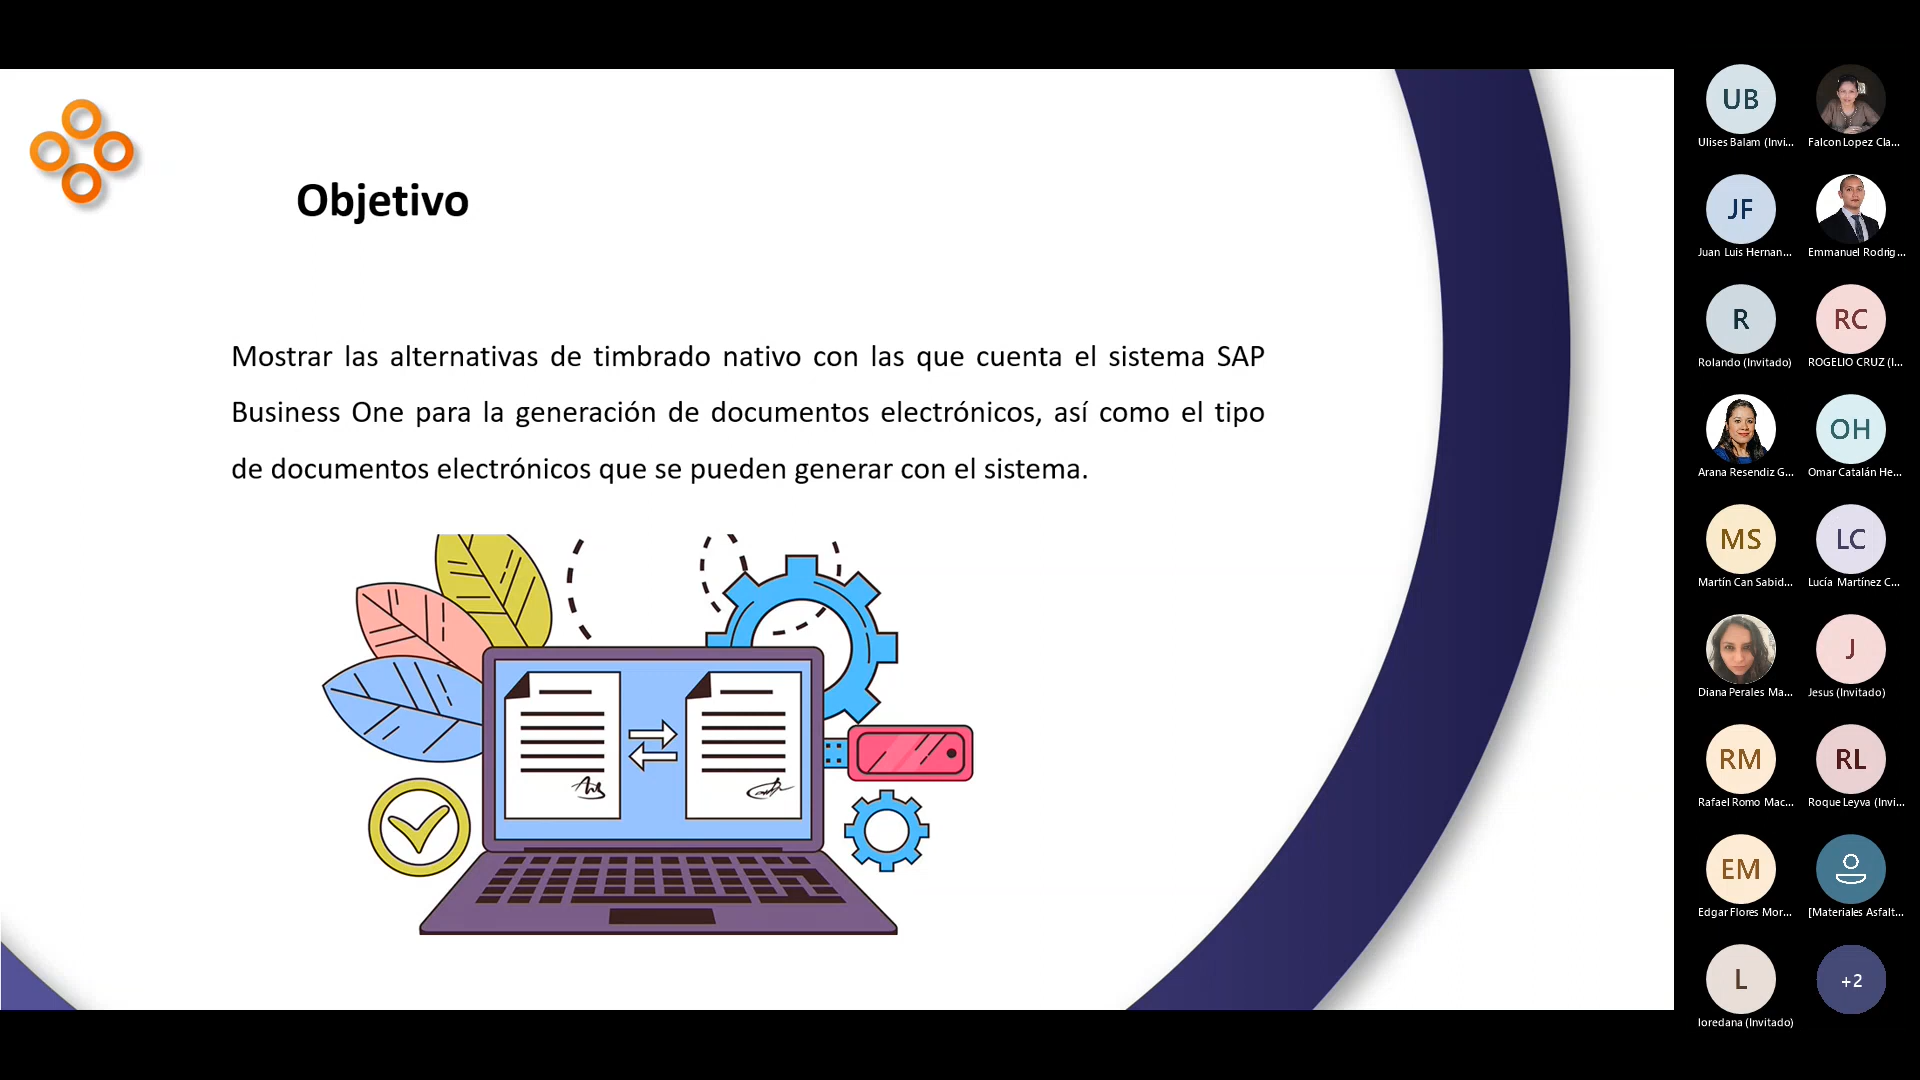 Objetivo
Mostrar las alternativas de timbrado nativo con las que cuenta el sistema SAP
Business One para la generación de documentos electrónicos, así como el tipo
de documentos electrónicos que se pueden generar con el sistema.
UB
Ulises Balam (Invi...
Falcon Lopez Cla...
JF
Juan Luis Hernan...
Emmanuel Rodrig...
R
Rolando (Invitado)
RC
ROGELIO CRUZ (I...
Arana Resendiz G...
OH
Omar Catalán He...
MS
Martín Can Sabid...
LC
Lucía Martínez C...
Diana Perales Ma...
J
Jesus (Invitado)
RM
Rafael Romo Mac...
RL
Roque Leyva (Invi...
EM
Edgar Flores Mor...
[Materiales Asfalt...
L
loredana (Invitado)
+2